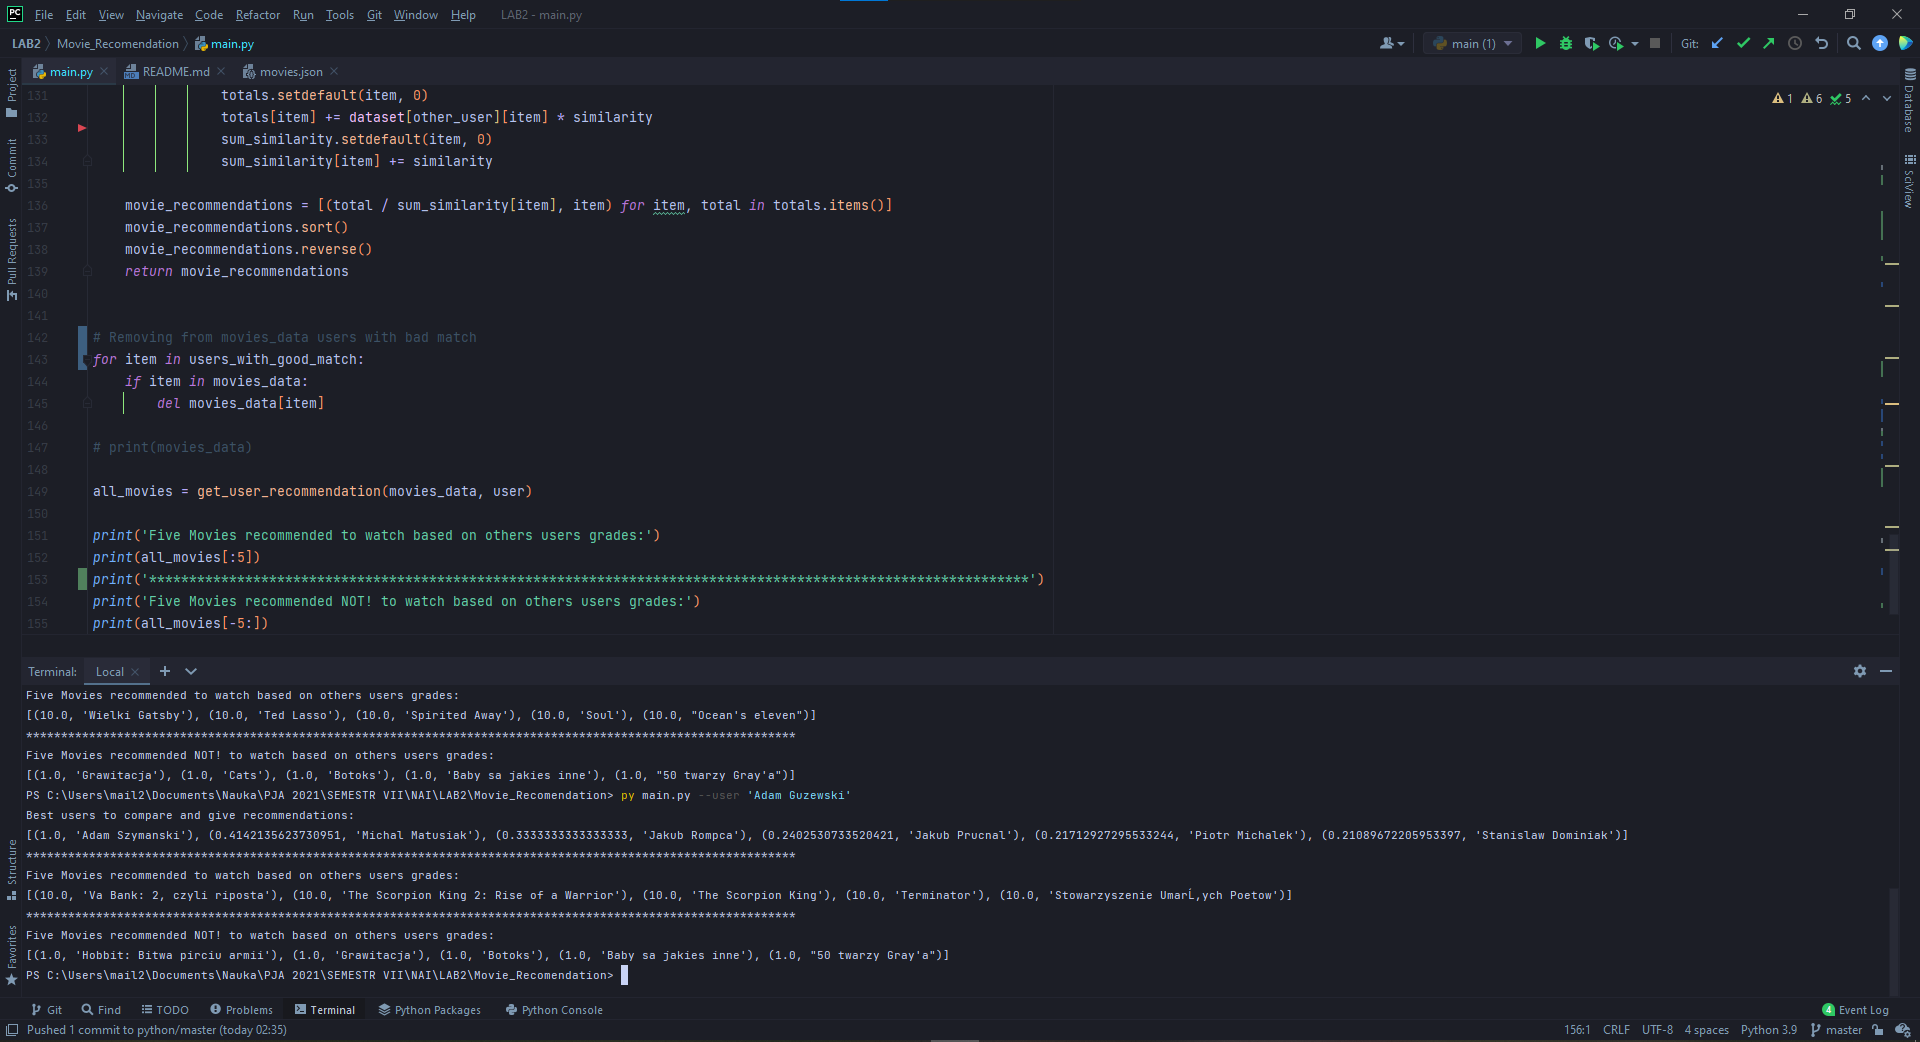 PC File Edit View Navigate Code Refactor Run Tools Git Window Help LAB2 - main.py
LAB2 Movie_Recomendation main.py main (1) Git:
main.py README.md movies.json
Project
Commit
Pull Requests
Structure
Favorites
Database
SciView
1 6 5
131 totals.setdefault(item, 0)
132 totals[item] += dataset[other_user][item] * similarity
133 sum_similarity.setdefault(item, 0)
134 sum_similarity[item] += similarity
135
136 movie_recommendations = [(total / sum_similarity[item], item) for item, total in totals.items()]
137 movie_recommendations.sort()
138 movie_recommendations.reverse()
139 return movie_recommendations
140
141
142 # Removing from movies_data users with bad match
143 for item in users_with_good_match:
144 if item in movies_data:
145 del movies_data[item]
146
147 # print(movies_data)
148
149 all_movies = get_user_recommendation(movies_data, user)
150
151 print('Five Movies recommended to watch based on others users grades:')
152 print(all_movies[:5])
153 print('**************************************************************************************************************')
154 print('Five Movies recommended NOT! to watch based on others users grades:')
155 print(all_movies[-5:])
Terminal: Local
Five Movies recommended to watch based on others users grades:
[(10.0, 'Wielki Gatsby'), (10.0, 'Ted Lasso'), (10.0, 'Spirited Away'), (10.0, 'Soul'), (10.0, "Ocean's eleven")]
**************************************************************************************************************
Five Movies recommended NOT! to watch based on others users grades:
[(1.0, 'Grawitacja'), (1.0, 'Cats'), (1.0, 'Botoks'), (1.0, 'Baby sa jakies inne'), (1.0, "50 twarzy Gray'a")]
PS C:\Users\mail2\Documents\Nauka\PJA 2021\SEMESTR VII\NAI\LAB2\Movie_Recomendation> py main.py --user 'Adam Guzewski'
Best users to compare and give recommendations:
[(1.0, 'Adam Szymanski'), (0.4142135623730951, 'Michal Matusiak'), (0.3333333333333333, 'Jakub Rompca'), (0.2402530733520421, 'Jakub Prucnal'), (0.21712927295533244, 'Piotr Michalek'), (0.21089672205953397, 'Stanislaw Dominiak')]
**************************************************************************************************************
Five Movies recommended to watch based on others users grades:
[(10.0, 'Va Bank: 2, czyli riposta'), (10.0, 'The Scorpion King 2: Rise of a Warrior'), (10.0, 'The Scorpion King'), (10.0, 'Terminator'), (10.0, 'Stowarzyszenie UmarĹ‚ych Poetow')]
**************************************************************************************************************
Five Movies recommended NOT! to watch based on others users grades:
[(1.0, 'Hobbit: Bitwa pirciu armii'), (1.0, 'Grawitacja'), (1.0, 'Botoks'), (1.0, 'Baby sa jakies inne'), (1.0, "50 twarzy Gray'a")]
PS C:\Users\mail2\Documents\Nauka\PJA 2021\SEMESTR VII\NAI\LAB2\Movie_Recomendation>
Git Find TODO Problems Terminal Python Packages Python Console 4 Event Log
Pushed 1 commit to python/master (today 02:35) 156:1 CRLF UTF-8 4 spaces Python 3.9 master